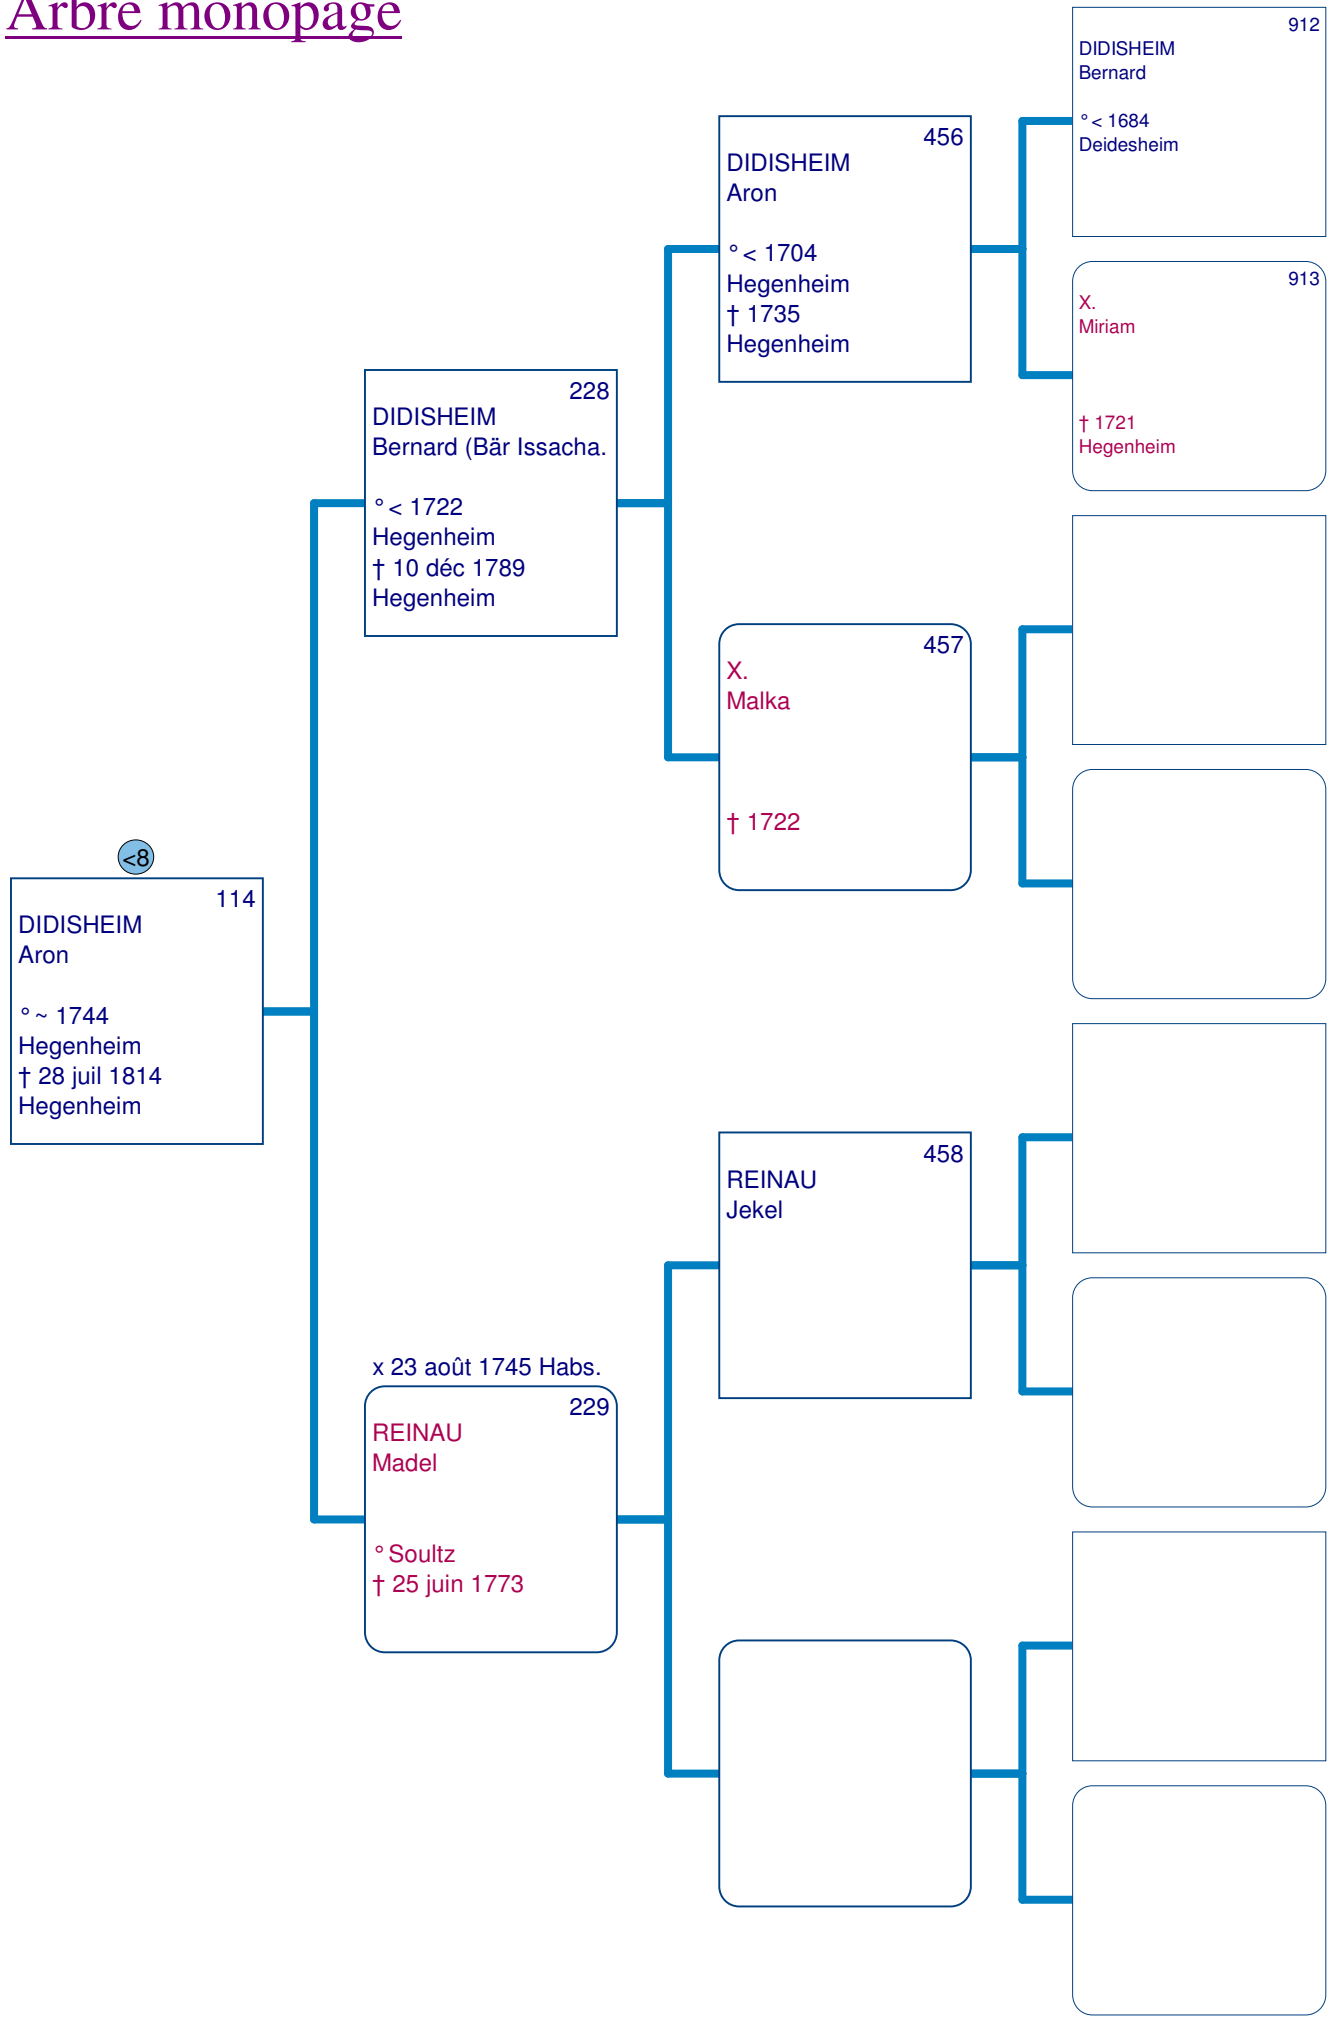 Arbre monopage
<8
114
DIDISHEIM
Aron
° ~ 1744
Hegenheim
† 28 juil 1814
Hegenheim
228
DIDISHEIM
Bernard (Bär Issacha.
° < 1722
Hegenheim
† 10 déc 1789
Hegenheim
x 23 août 1745 Habs.
229
REINAU
Madel
° Soultz
† 25 juin 1773
456
DIDISHEIM
Aron
° < 1704
Hegenheim
† 1735
Hegenheim
457
X.
Malka
† 1722
458
REINAU
Jekel
912
DIDISHEIM
Bernard
° < 1684
Deidesheim
913
X.
Miriam
† 1721
Hegenheim